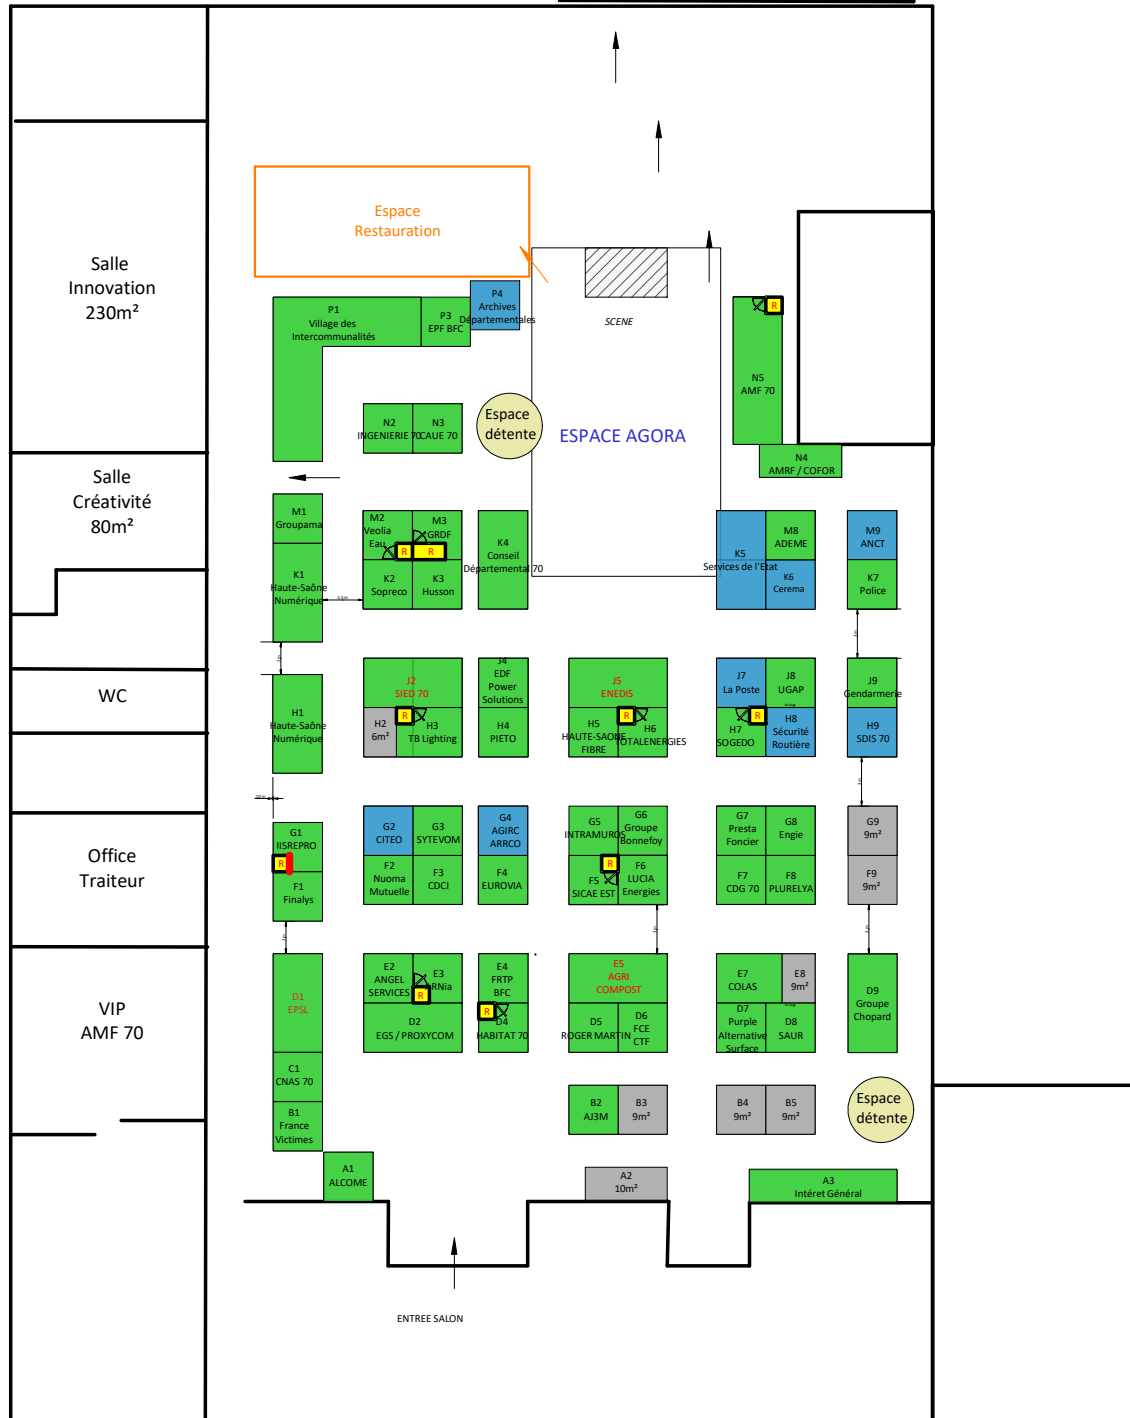 Espace
Restauration
Salle
Innovation
230m²
P4
Archives
Départementales
P1
Village des
Intercommunalités
P3
EPF BFC
R
SCENE
N5
AMF 70
N2
INGENIERIE 70
N3
CAUE 70
Espace
détente
ESPACE AGORA
N4
AMRF / COFOR
Salle
Créativité
80m²
M1
Groupama
M2
Veolia
Eau
M3
GRDF
R
R
K4
Conseil
Départemental 70
K5
Services de l'Etat
M8
ADEME
M9
ANCT
K1
Haute-Saône
Numérique
K2
Sopreco
K3
Husson
K6
Cerema
K7
Police
WC
H1
Haute-Saône
Numérique
J2
SIED 70
R
H2
6m²
H3
TB Lighting
J4
EDF
Power
Solutions
H4
PIETO
J5
ENEDIS
R
H5
HAUTE-SAONE
FIBRE
H6
TOTALENERGIES
J7
La Poste
J8
UGAP
R
H7
SOGEDO
H8
Sécurité
Routière
J9
Gendarmerie
H9
SDIS 70
Office
Traiteur
G1
IISREPRO
R
F1
Finalys
G2
CITEO
G3
SYTEVOM
F2
Nuoma
Mutuelle
F3
CDCI
G4
AGIRC
ARRCO
F4
EUROVIA
G5
INTRAMUROS
G6
Groupe
Bonnefoy
R
F5
SICAE EST
F6
LUCIA
Energies
G7
Presta
Foncier
G8
Engie
F7
CDG 70
F8
PLURELYA
G9
9m²
F9
9m²
VIP
AMF 70
D1
EPSL
E2
ANGEL
SERVICES
E3
ARNia
R
D2
EGS / PROXYCOM
E4
FRTP
BFC
R
D4
HABITAT 70
E5
AGRI
COMPOST
D5
ROGER MARTIN
D6
FCE
CTF
E7
COLAS
E8
9m²
D7
Purple
Alternative
Surface
D8
SAUR
D9
Groupe
Chopard
C1
CNAS 70
B1
France
Victimes
B2
AJ3M
B3
9m²
B4
9m²
B5
9m²
Espace
détente
A1
ALCOME
A2
10m²
A3
Intéret Général
ENTREE SALON